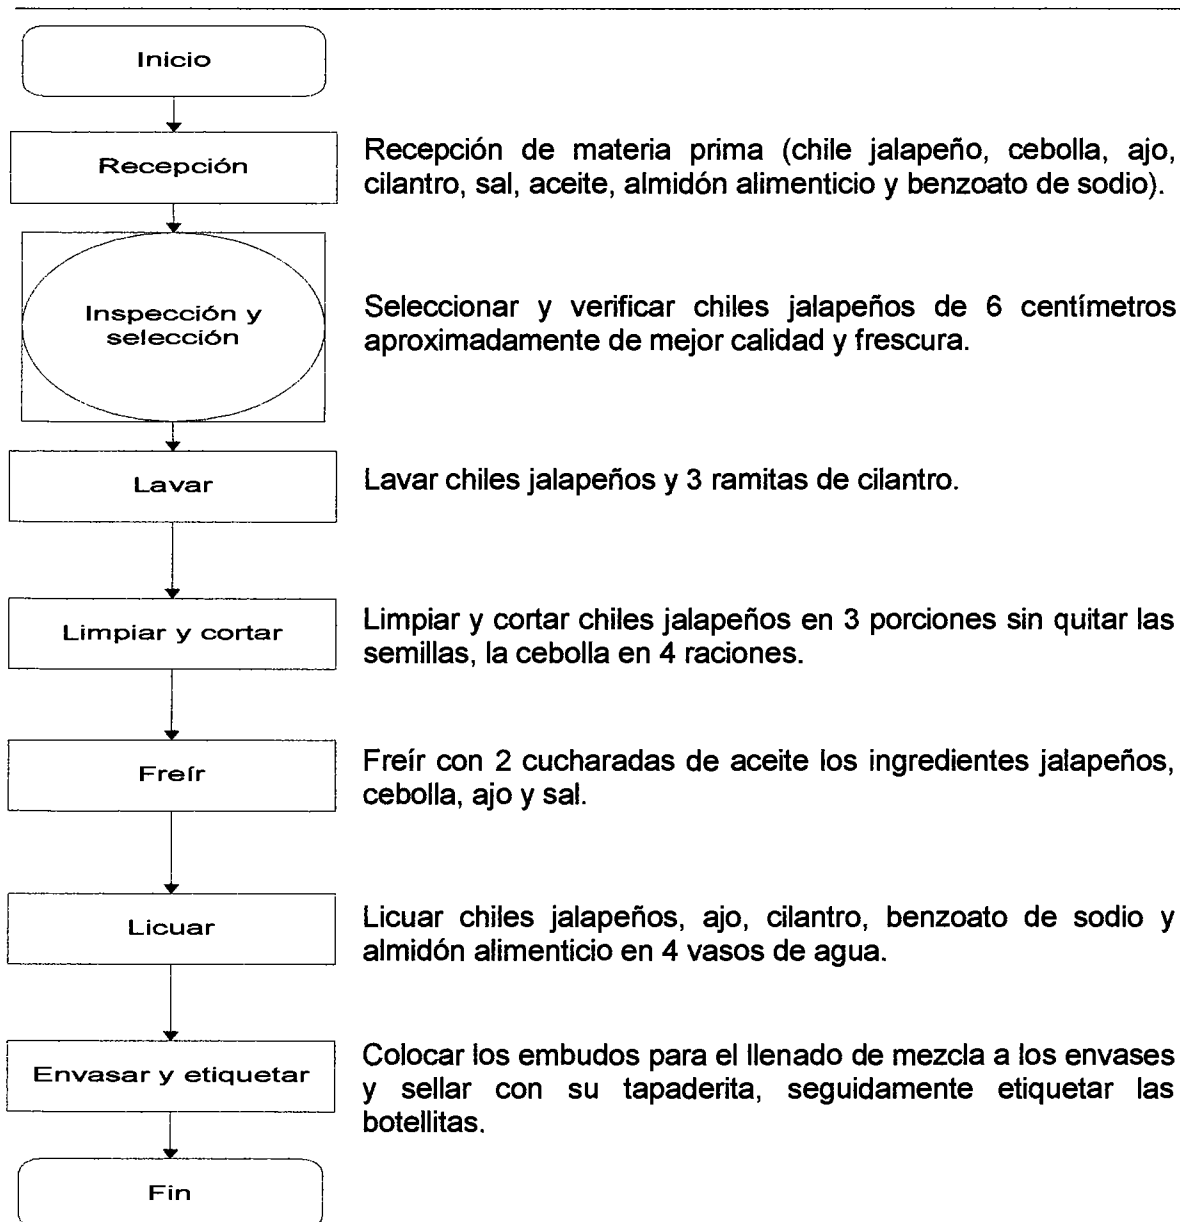 Inicio
Recepción
Recepción de materia prima (chile jalapeño, cebolla, ajo,
cilantro, sal, aceite, almidón alimenticio y benzoato de sodio).
Inspección y
selección
Seleccionar y verificar chiles jalapeños de 6 centímetros
aproximadamente de mejor calidad y frescura.
Lavar
Lavar chiles jalapeños y 3 ramitas de cilantro.
Limpiar y cortar
Limpiar y cortar chiles jalapeños en 3 porciones sin quitar las
semillas, la cebolla en 4 raciones.
Freír
Freír con 2 cucharadas de aceite los ingredientes jalapeños,
cebolla, ajo y sal.
Licuar
Licuar chiles jalapeños, ajo, cilantro, benzoato de sodio y
almidón alimenticio en 4 vasos de agua.
Envasar y etiquetar
Colocar los embudos para el llenado de mezcla a los envases
y sellar con su tapaderita, seguidamente etiquetar las
botellitas.
Fin